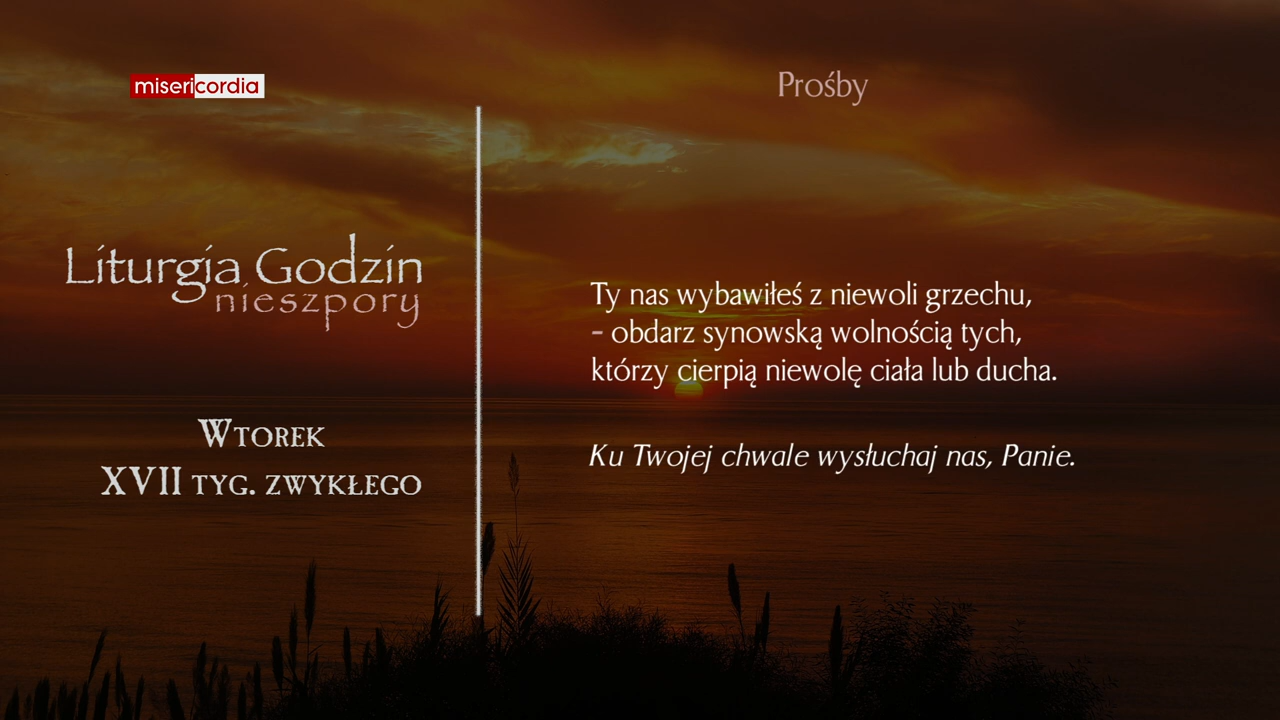 misericordia
Liturgia Godzin
nieszpory
Wtorek
XVII tyg. zwykłego
Prośby
Ty nas wybawiłeś z niewoli grzechu,
– obdarz synowską wolnością tych,
którzy cierpią niewolę ciała lub ducha.
Ku Twojej chwale wysłuchaj nas, Panie.